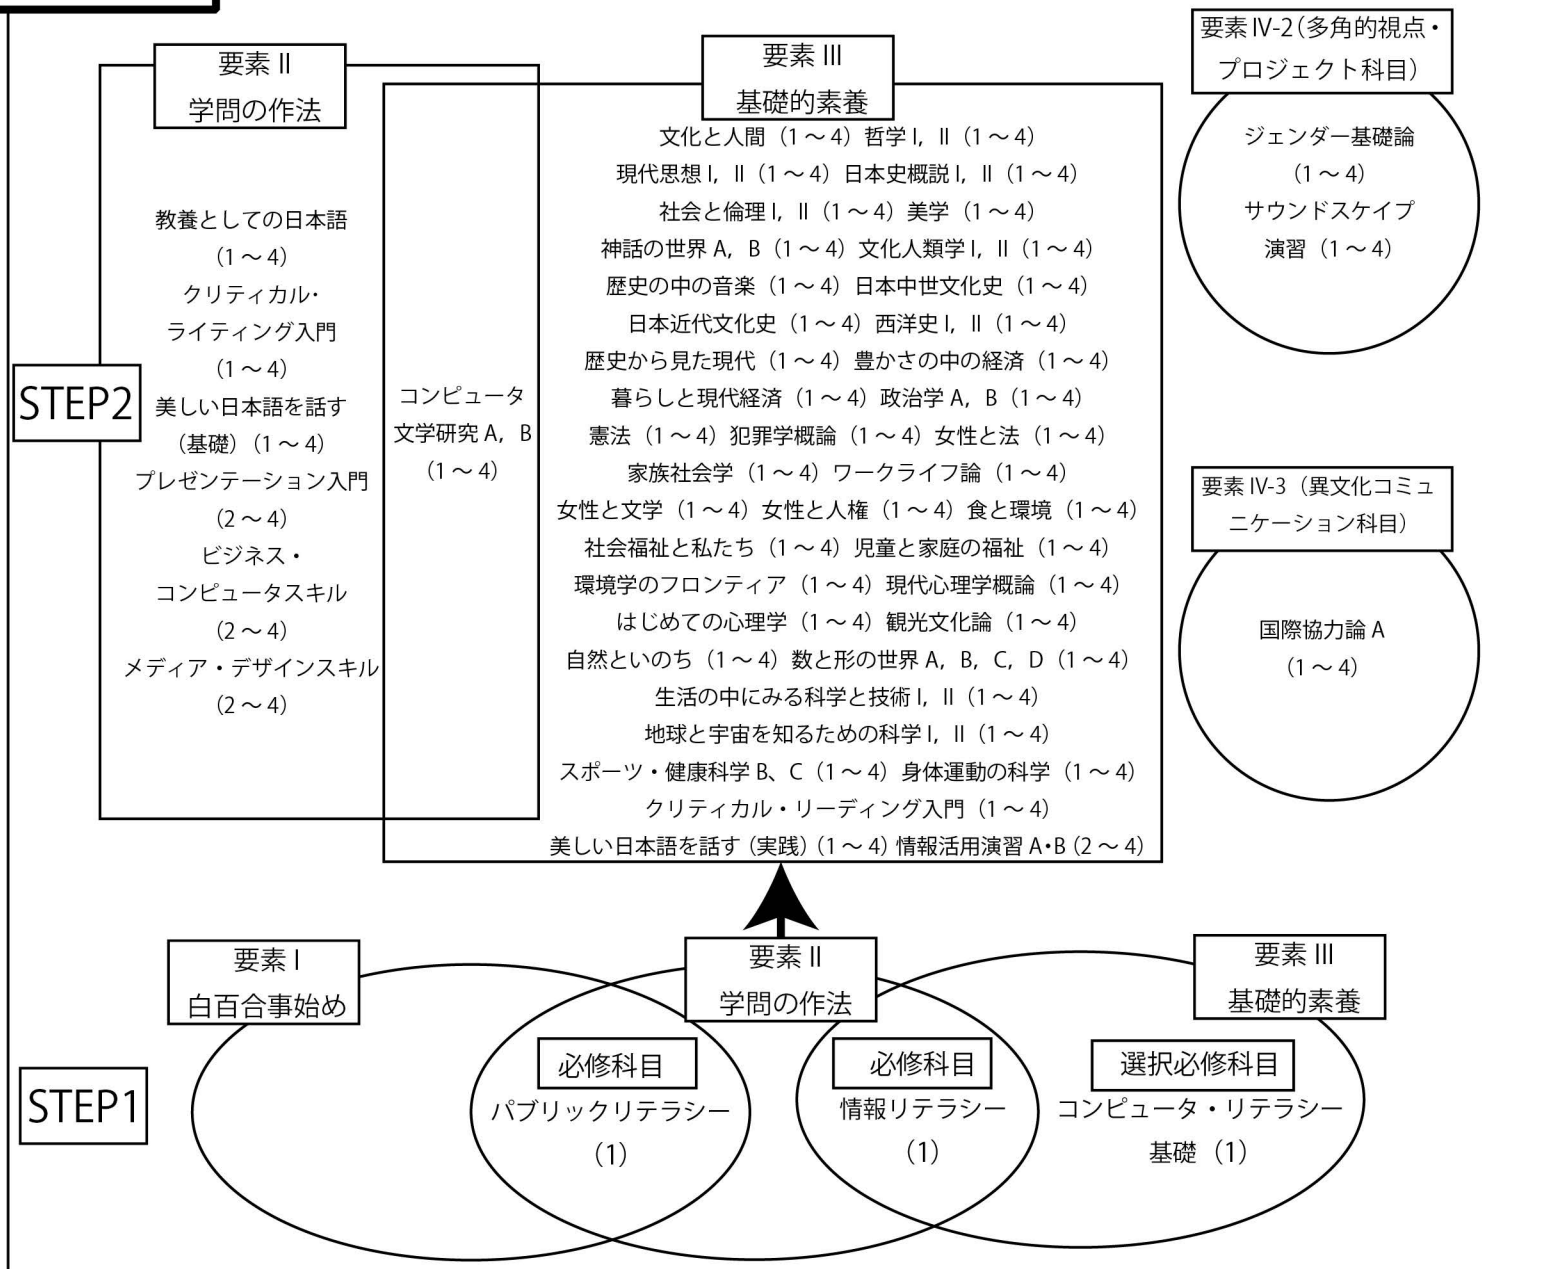 要素 II
学問の作法
教養としての日本語
（1～4）
クリティカル・
ライティング入門
（1～4）
美しい日本語を話す
（基礎）（1～4）
プレゼンテーション入門
（2～4）
ビジネス・
コンピュータスキル
（2～4）
メディア・デザインスキル
（2～4）
STEP2
コンピュータ
文学研究 A，B
（1～4）
要素 III
基礎的素養
文化と人間（1～4）哲学 I，II（1～4）
現代思想 I，II（1～4）日本史概説 I，II（1～4）
社会と倫理 I，II（1～4）美学（1～4）
神話の世界 A，B（1～4）文化人類学 I，II（1～4）
歴史の中の音楽（1～4）日本中世文化史（1～4）
日本近代文化史（1～4）西洋史 I，II（1～4）
歴史から見た現代（1～4）豊かさの中の経済（1～4）
暮らしと現代経済（1～4）政治学 A，B（1～4）
憲法（1～4）犯罪学概論（1～4）女性と法（1～4）
家族社会学（1～4）ワークライフ論（1～4）
女性と文学（1～4）女性と人権（1～4）食と環境（1～4）
社会福祉と私たち（1～4）児童と家庭の福祉（1～4）
環境学のフロンティア（1～4）現代心理学概論（1～4）
はじめての心理学（1～4）観光文化論（1～4）
自然といのち（1～4）数と形の世界 A，B，C，D（1～4）
生活の中にみる科学と技術 I，II（1～4）
地球と宇宙を知るための科学 I，II（1～4）
スポーツ・健康科学 B、C（1～4）身体運動の科学（1～4）
クリティカル・リーディング入門（1～4）
美しい日本語を話す（実践）（1～4）情報活用演習 A・B（2～4）
要素 IV-2（多角的視点・
プロジェクト科目）
ジェンダー基礎論
（1～4）
サウンドスケイプ
演習（1～4）
要素 IV-3（異文化コミュ
ニケーション科目）
国際協力論 A
（1～4）
STEP1
要素 I
白百合事始め
要素 II
学問の作法
要素 III
基礎的素養
必修科目
パブリックリテラシー
（1）
必修科目
情報リテラシー
（1）
選択必修科目
コンピュータ・リテラシー
基礎（1）